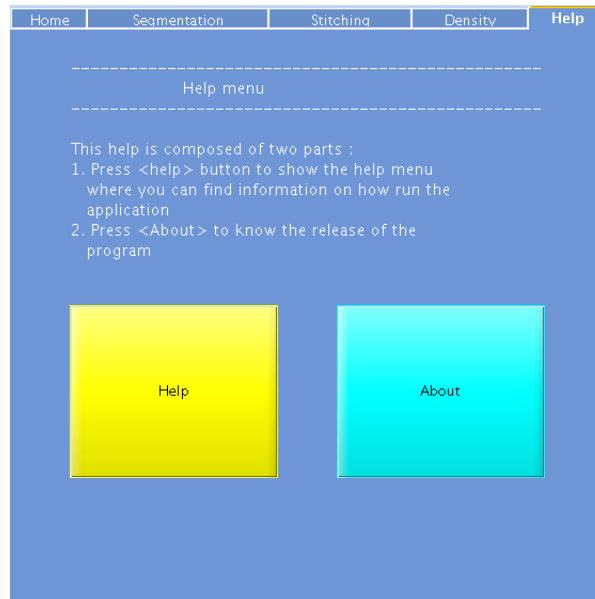 Home Segmentation Stitching Density Help
------------------------------------------------
Help menu
------------------------------------------------
This help is composed of two parts :
1. Press <help> button to show the help menu
where you can find information on how run the
application
2. Press <About> to know the release of the
program
Help About